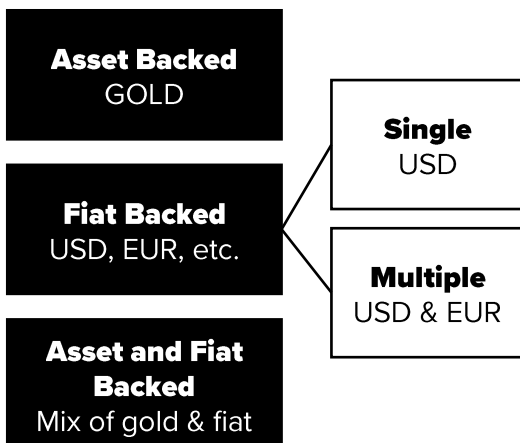 Asset Backed
GOLD
Fiat Backed
USD, EUR, etc.
Asset and Fiat
Backed
Mix of gold & fiat
Single
USD
Multiple
USD & EUR